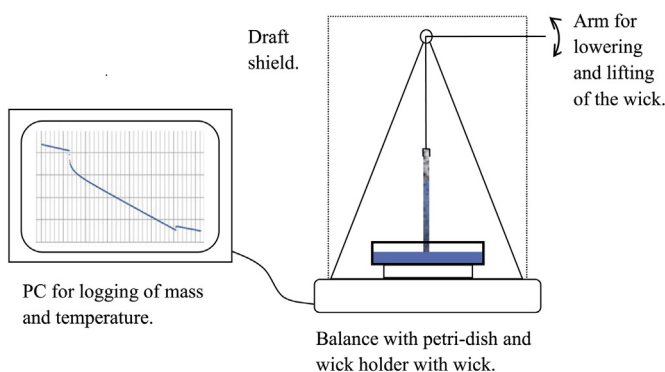 Draft
shield.
Arm for
lowering
and lifting
of the wick.
PC for logging of mass
and temperature.
Balance with petri-dish and
wick holder with wick.